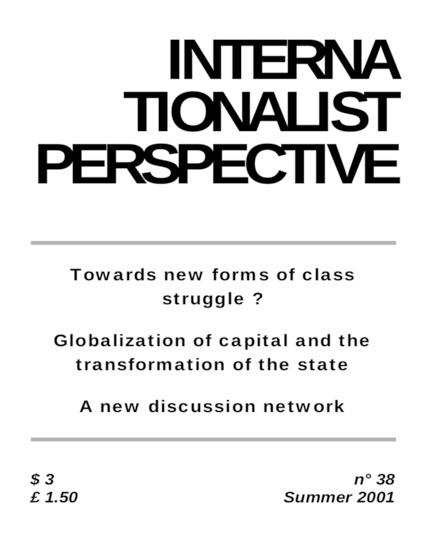 INTERNA
TIONALIST
PERSPECTIVE
Towards new forms of class
struggle ?
Globalization of capital and the
transformation of the state
A new discussion network
$ 3
n° 38
£ 1.50
Summer 2001